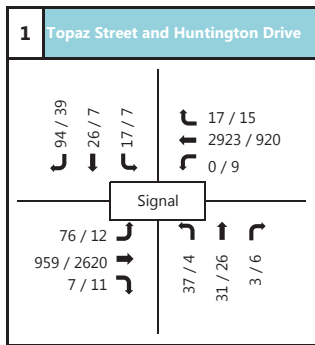 1
Topaz Street and Huntington Drive
94 / 39
26 / 7
17 / 7
17 / 15
2923 / 920
0 / 9
Signal
76 / 12
959 / 2620
7 / 11
37 / 4
31 / 26
3 / 6